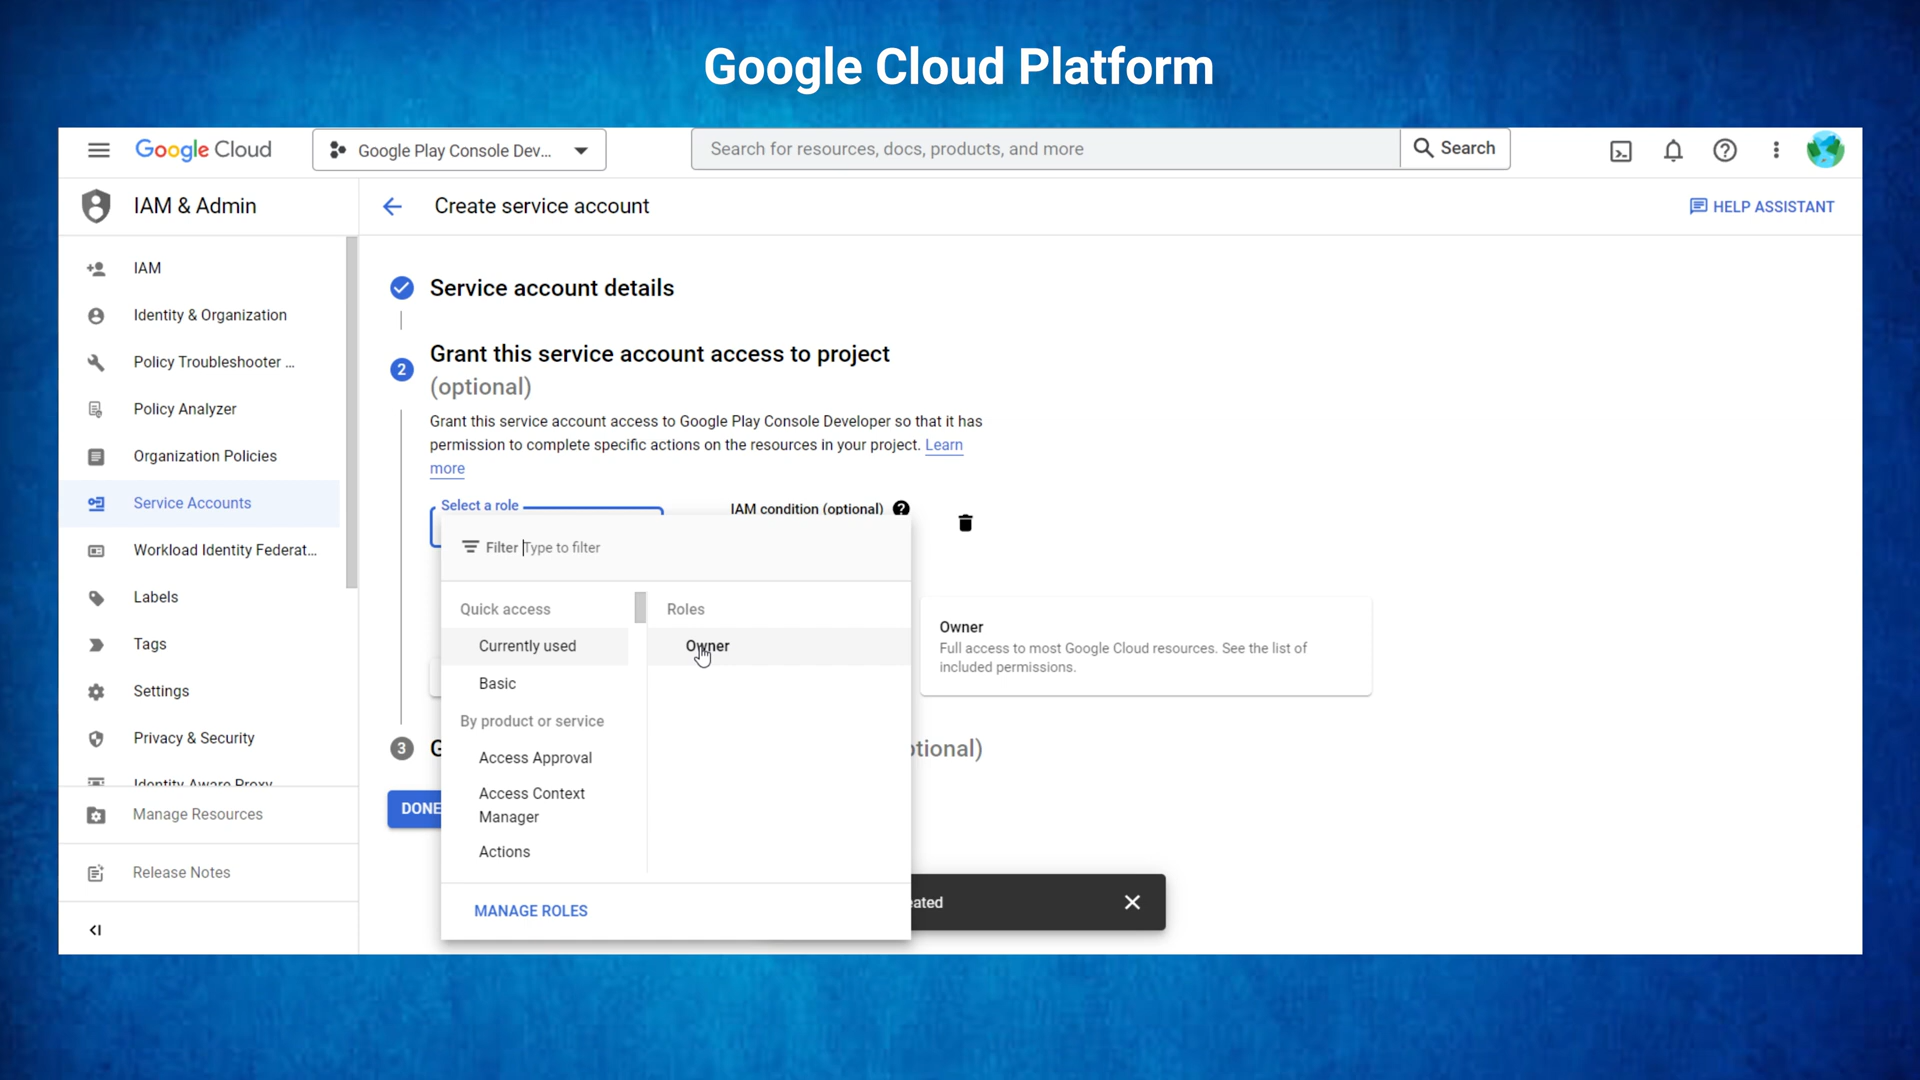 Google Cloud Platform
Google Cloud
Google Play Console Dev...
Search for resources, docs, products, and more
Search
IAM & Admin
Create service account
HELP ASSISTANT
IAM
Identity & Organization
Policy Troubleshooter ...
Policy Analyzer
Organization Policies
Service Accounts
Workload Identity Federat...
Labels
Tags
Settings
Privacy & Security
Identity-Aware Proxy
Manage Resources
Release Notes
Service account details
2
Grant this service account access to project
(optional)
Grant this service account access to Google Play Console Developer so that it has
permission to complete specific actions on the resources in your project. Learn
more
Select a role
IAM condition (optional)
Filter Type to filter
Quick access
Currently used
Basic
By product or service
Access Approval
Access Context
Manager
Actions
Roles
Owner
MANAGE ROLES
Owner
Full access to most Google Cloud resources. See the list of
included permissions.
3
DONE